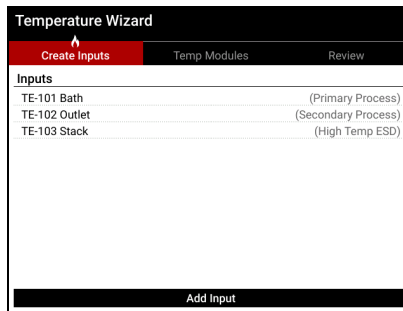 Temperature Wizard
Create Inputs Temp Modules Review
Inputs
TE-101 Bath (Primary Process)
TE-102 Outlet (Secondary Process)
TE-103 Stack (High Temp ESD)
Add Input